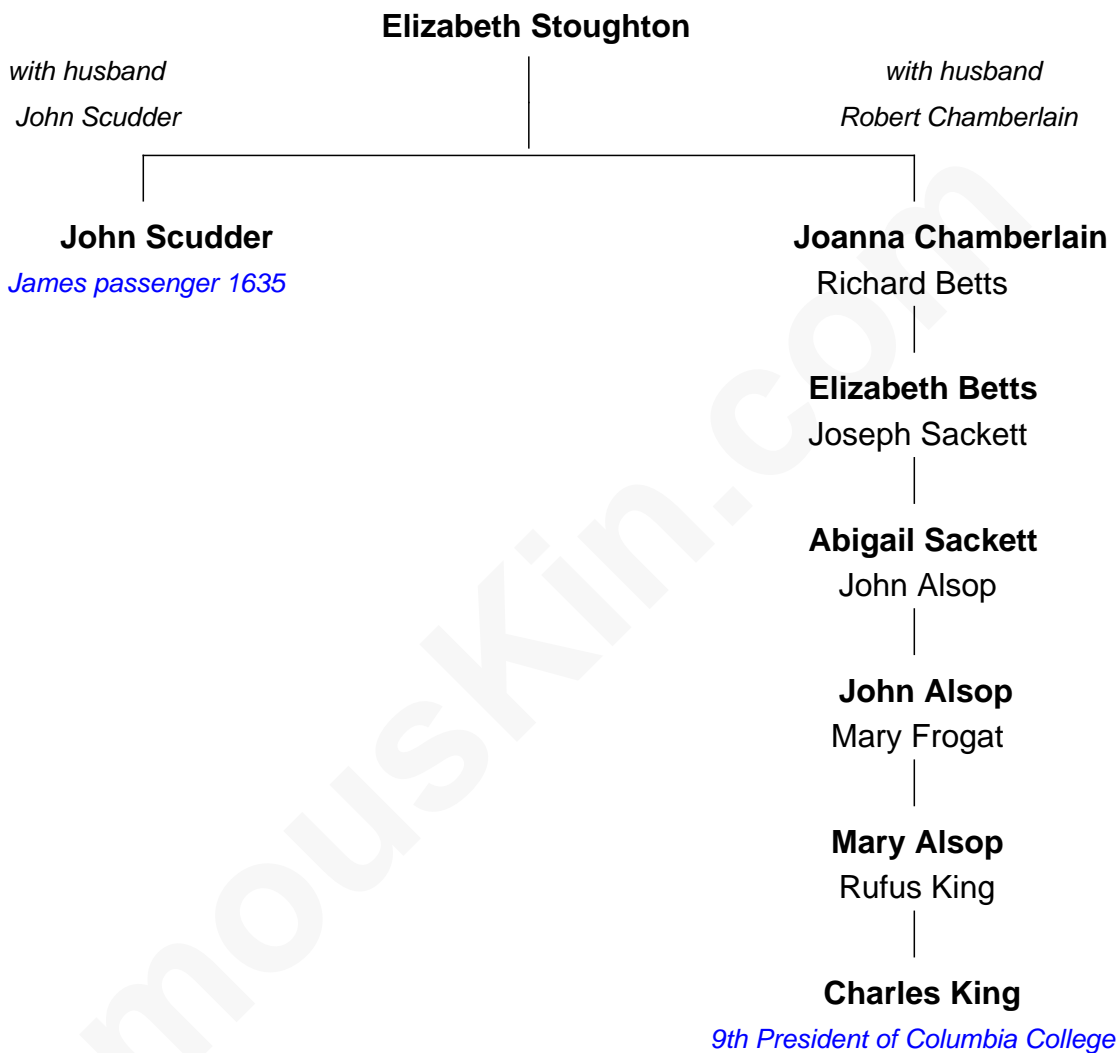 Elizabeth Stoughton
with husband
John Scudder
with husband
Robert Chamberlain
John Scudder
James passenger 1635
Joanna Chamberlain
Richard Betts
Elizabeth Betts
Joseph Sackett
Abigail Sackett
John Alsop
John Alsop
Mary Frogat
Mary Alsop
Rufus King
Charles King
9th President of Columbia College
mousKin.com